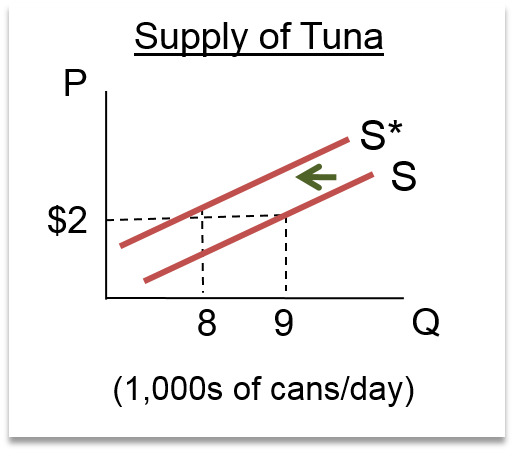 Supply of Tuna
P
S*
S
$2
8 9 Q
(1,000s of cans/day)